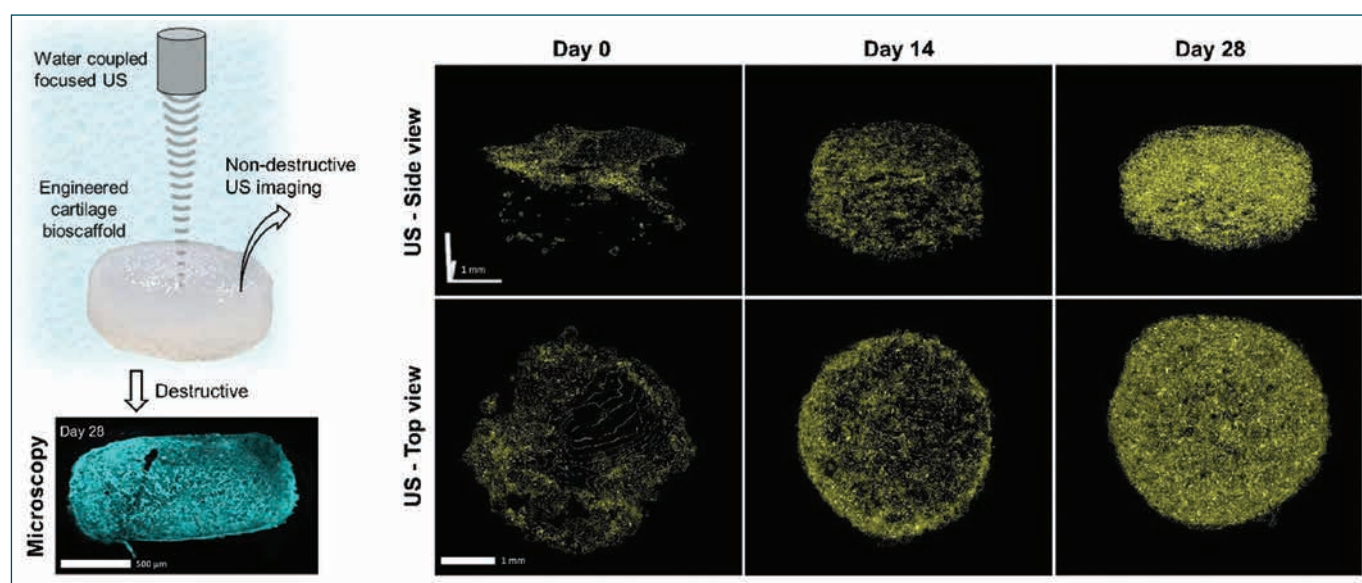 Water coupled
focused US
Non-destructive
US imaging
Engineered
cartilage
bioscaffold
Destructive
Microscopy
Day 28
500 µm
Day 0
Day 14
Day 28
US - Side view
1 mm
US - Top view
1 mm